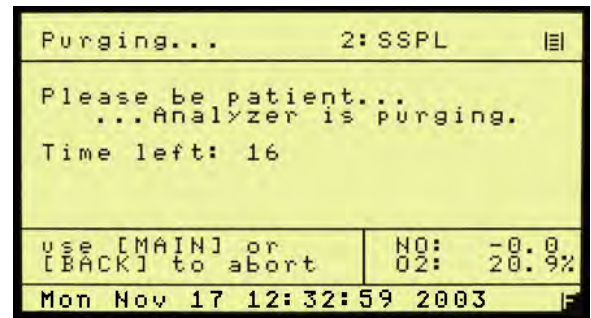 Purging... 2:SSPL
Please be patient...
...Analyzer is purging.
Time left: 16
use [MAIN] or
[BACK] to abort
NO: -0.0
O2: 20.9%
Mon Nov 17 12:32:59 2003